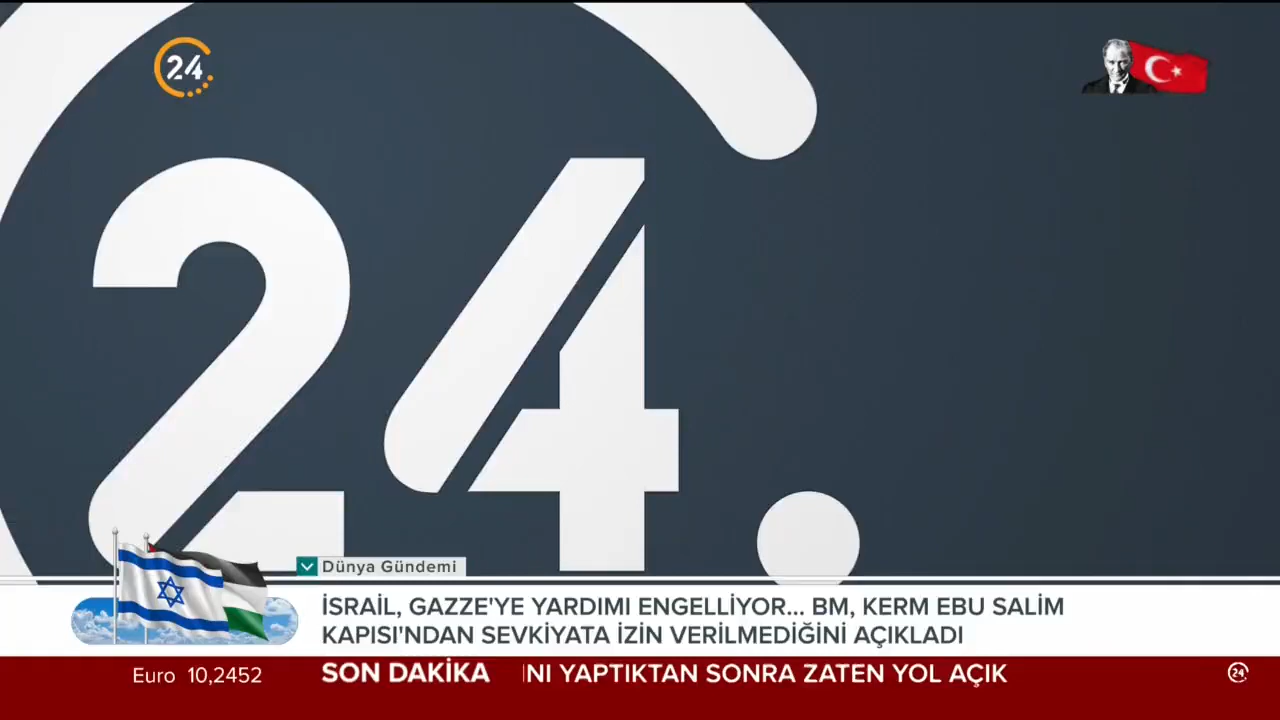 24
24.
Dünya Gündemi
İSRAİL, GAZZE'YE YARDIMI ENGELLİYOR... BM, KERM EBU SALİM
KAPISI'NDAN SEVKİYATA İZİN VERİLMEDİĞİNİ AÇIKLADI
Euro 10,2452
SON DAKİKA
NI YAPTIKTAN SONRA ZATEN YOL AÇIK
24